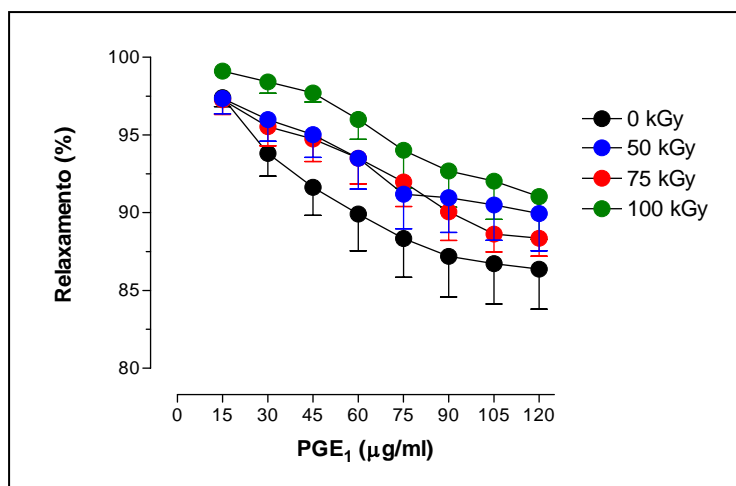 100
95
90
85
80
Relaxamento (%)
0 15 30 45 60 75 90 105 120
PGE₁ (μg/ml)
0 kGy
50 kGy
75 kGy
100 kGy